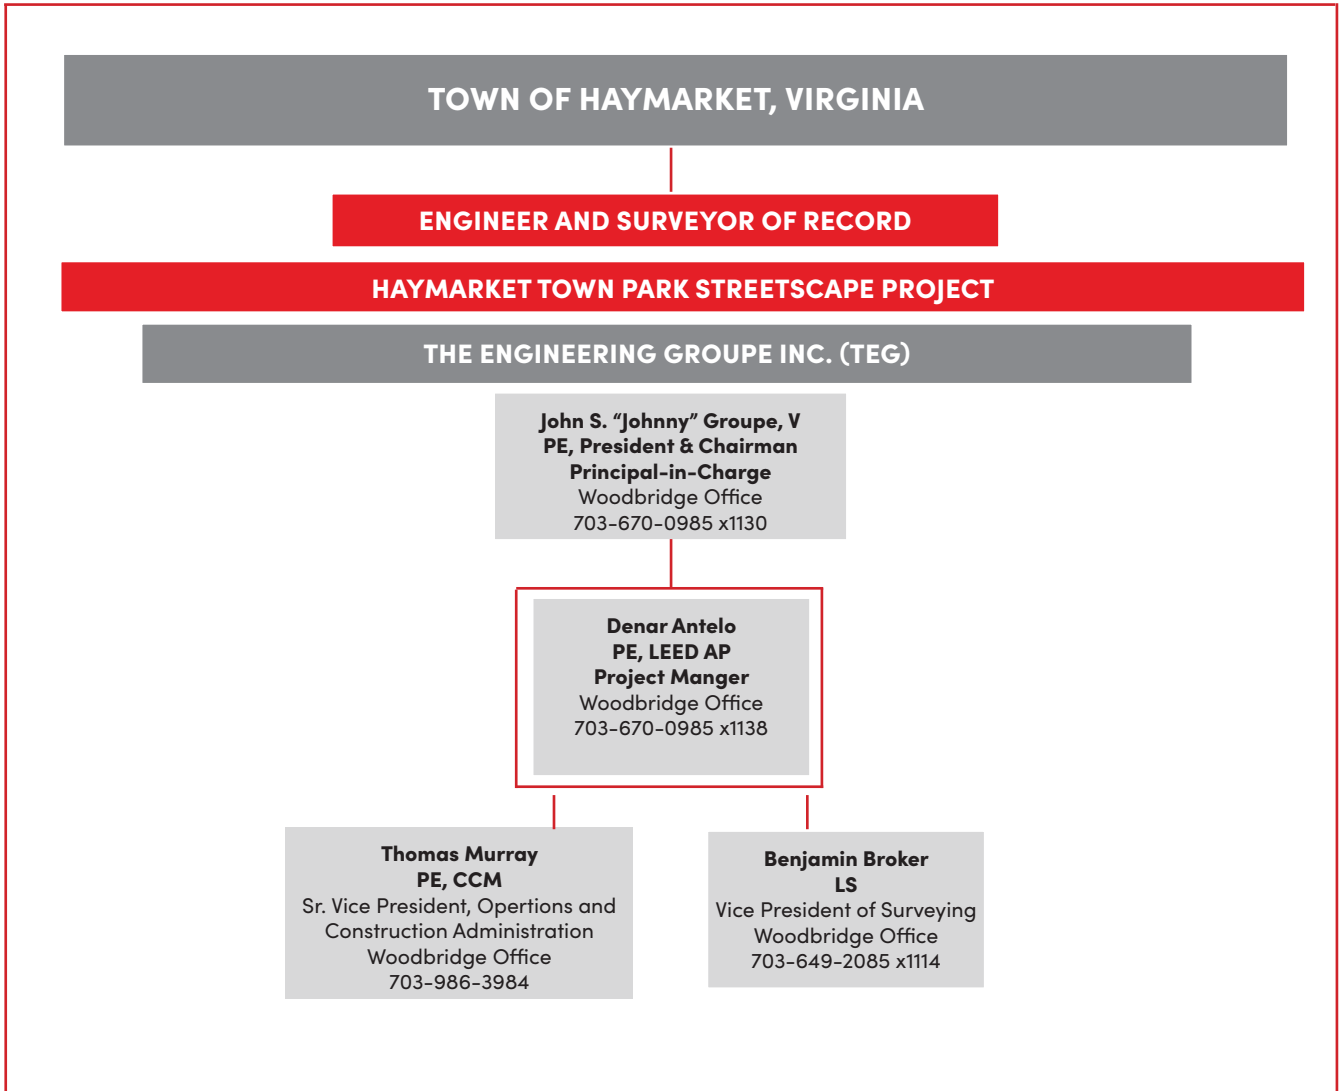 TOWN OF HAYMARKET, VIRGINIA
ENGINEER AND SURVEYOR OF RECORD
HAYMARKET TOWN PARK STREETSCAPE PROJECT
THE ENGINEERING GROUPE INC. (TEG)
John S. “Johnny” Groupe, V
PE, President & Chairman
Principal-in-Charge
Woodbridge Office
703-670-0985 x1130
Denar Antelo
PE, LEED AP
Project Manger
Woodbridge Office
703-670-0985 x1138
Thomas Murray
PE, CCM
Sr. Vice President, Opertions and
Construction Administration
Woodbridge Office
703-986-3984
Benjamin Broker
LS
Vice President of Surveying
Woodbridge Office
703-649-2085 x1114